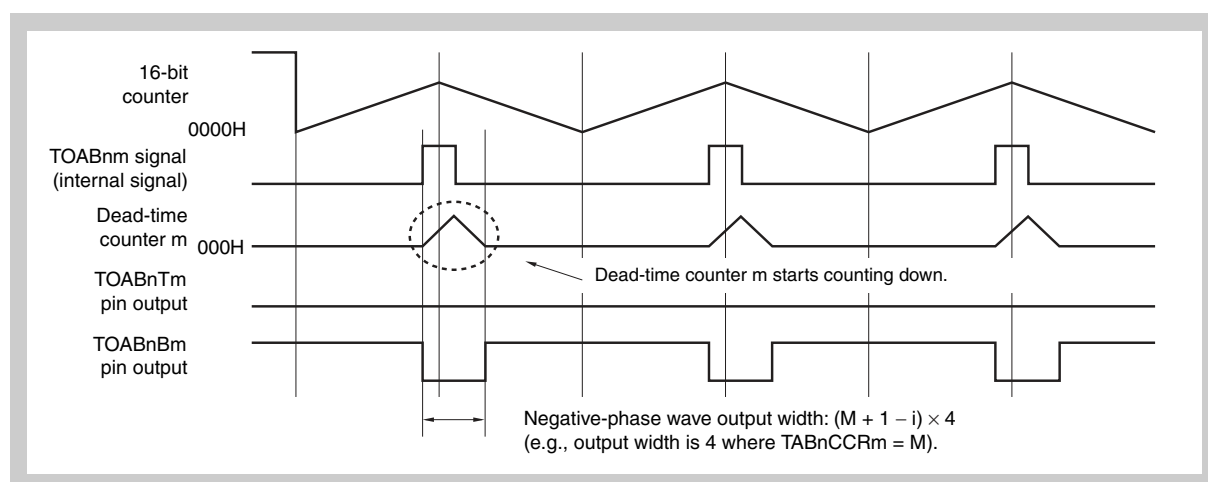 16-bit
counter
0000H
TOABnm signal
(internal signal)
Dead-time
counter m
000H
Dead-time counter m starts counting down.
TOABnTm
pin output
TOABnBm
pin output
Negative-phase wave output width: (M + 1 − i) × 4
(e.g., output width is 4 where TABnCCRm = M).